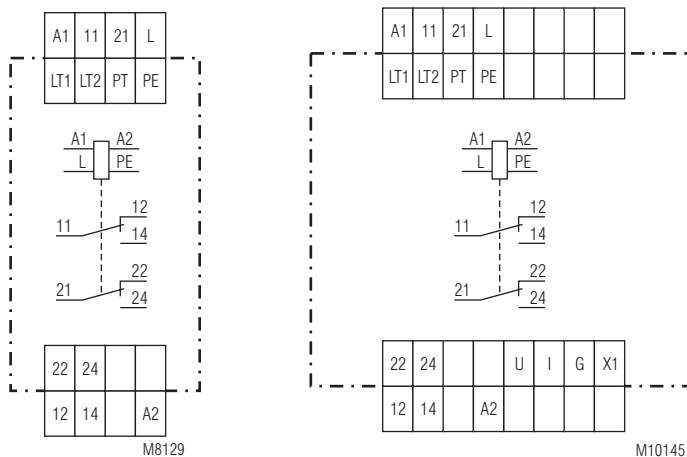 A1 11 21 L
LT1 LT2 PT PE
A1 A2
L PE
12
11
14
22
21
24
22 24
12 14 A2
M8129
A1 11 21 L
LT1 LT2 PT PE
A1 A2
L PE
12
11
14
22
21
24
22 24 U I G X1
12 14 A2
M10145